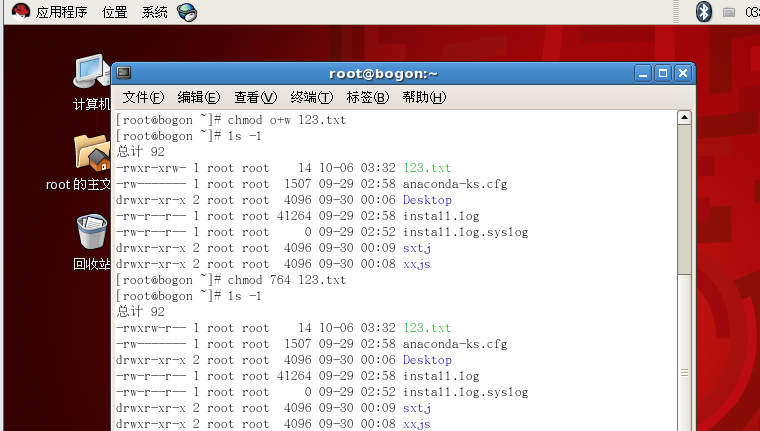 应用程序 位置 系统 03
root@bogon:~
文件(F) 编辑(E) 查看(V) 终端(T) 标签(B) 帮助(H)
计算机
root 的主文
回收站
[root@bogon ~]# chmod o+w 123.txt
[root@bogon ~]# ls -l
总计 92
-rwxr-xrw- 1 root root 14 10-06 03:32 123.txt
-rw------- 1 root root 1507 09-29 02:58 anaconda-ks.cfg
drwxr-xr-x 2 root root 4096 09-30 00:06 Desktop
-rw-r--r-- 1 root root 41264 09-29 02:58 install.log
-rw-r--r-- 1 root root 0 09-29 02:52 install.log.syslog
drwxr-xr-x 2 root root 4096 09-30 00:09 sxtj
drwxr-xr-x 2 root root 4096 09-30 00:08 xxjs
[root@bogon ~]# chmod 764 123.txt
[root@bogon ~]# ls -l
总计 92
-rwxrw-r-- 1 root root 14 10-06 03:32 123.txt
-rw------- 1 root root 1507 09-29 02:58 anaconda-ks.cfg
drwxr-xr-x 2 root root 4096 09-30 00:06 Desktop
-rw-r--r-- 1 root root 41264 09-29 02:58 install.log
-rw-r--r-- 1 root root 0 09-29 02:52 install.log.syslog
drwxr-xr-x 2 root root 4096 09-30 00:09 sxtj
drwxr-xr-x 2 root root 4096 09-30 00:08 xxjs